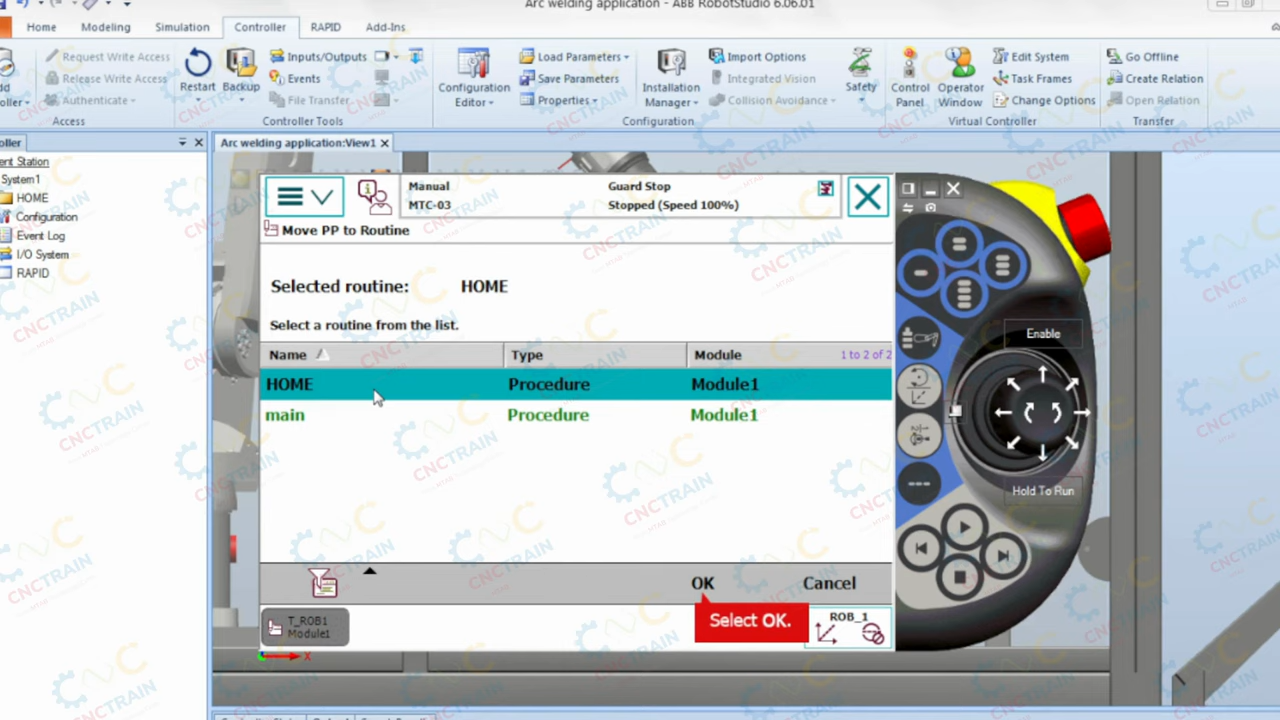 Arc welding application - ABB RobotStudio 6.06.01
Home Modeling Simulation Controller RAPID Add-Ins
Request Write Access
Release Write Access
Authenticate
Access
Restart
Backup
Inputs/Outputs
Events
File Transfer
Controller Tools
Configuration
Editor
Load Parameters
Save Parameters
Properties
Installation
Manager
Import Options
Integrated Vision
Collision Avoidance
Configuration
Safety
Control
Panel
Operator
Window
Edit System
Task Frames
Change Options
Virtual Controller
Go Offline
Create Relation
Open Relation
Transfer
Arc welding application:View1
System1
HOME
Configuration
Event Log
I/O System
RAPID
Manual
MTC-03
Guard Stop
Stopped (Speed 100%)
Move PP to Routine
Selected routine: HOME
Select a routine from the list.
Name Type Module 1 to 2 of 2
HOME Procedure Module1
main Procedure Module1
OK Cancel
Select OK.
T_ROB1
Module1
ROB_1
Enable
Hold To Run
X
CNCTRAIN